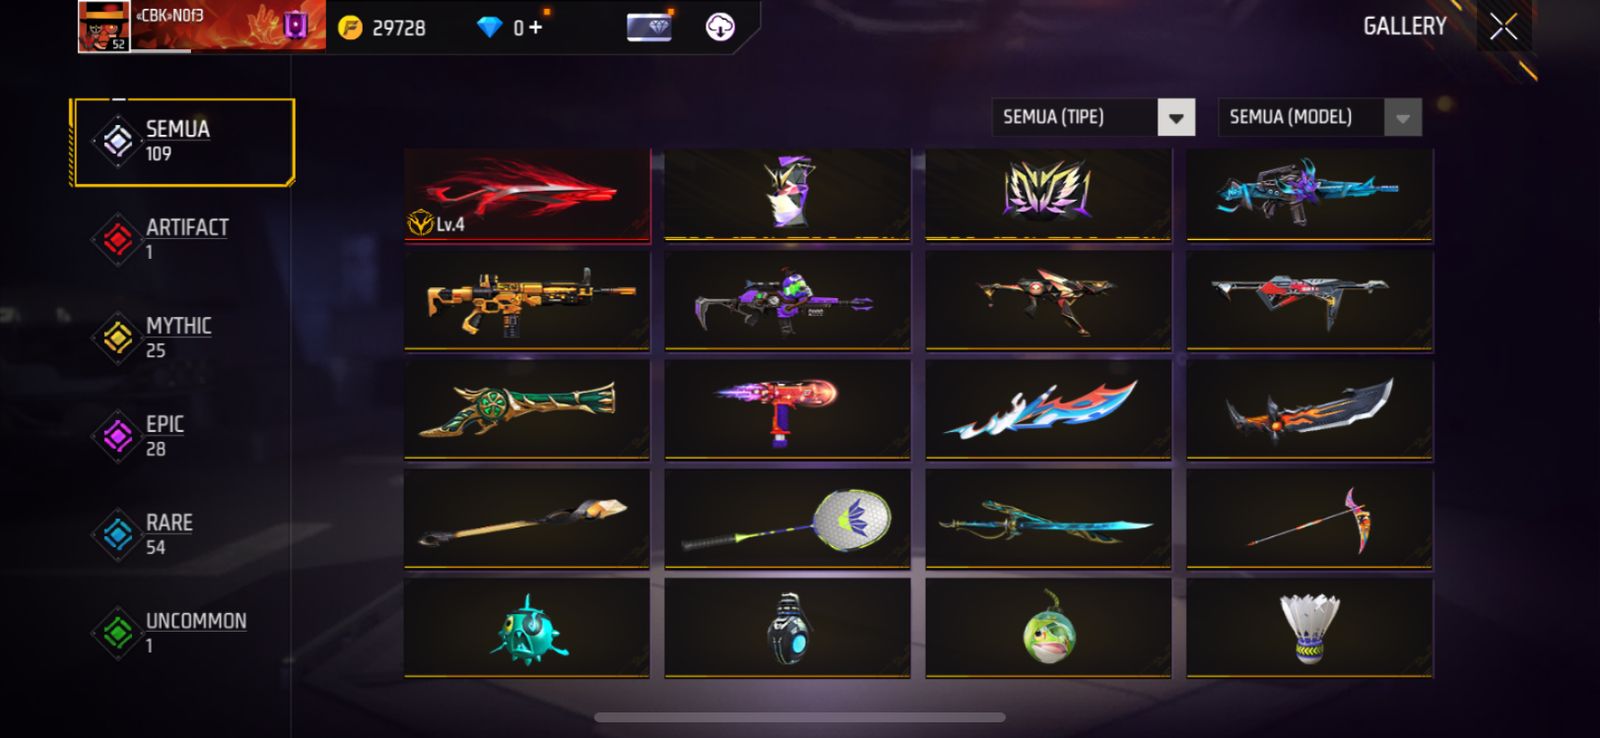 «CBK»N0f3
52
29728
0 +
GALLERY
SEMUA (TIPE)
SEMUA (MODEL)
SEMUA
109
ARTIFACT
1
MYTHIC
25
EPIC
28
RARE
54
UNCOMMON
1
Lv.4